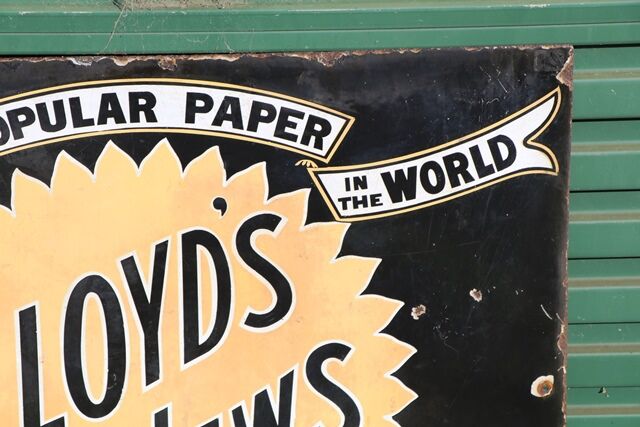 OPULAR PAPER
IN THE WORLD
LOYD'S